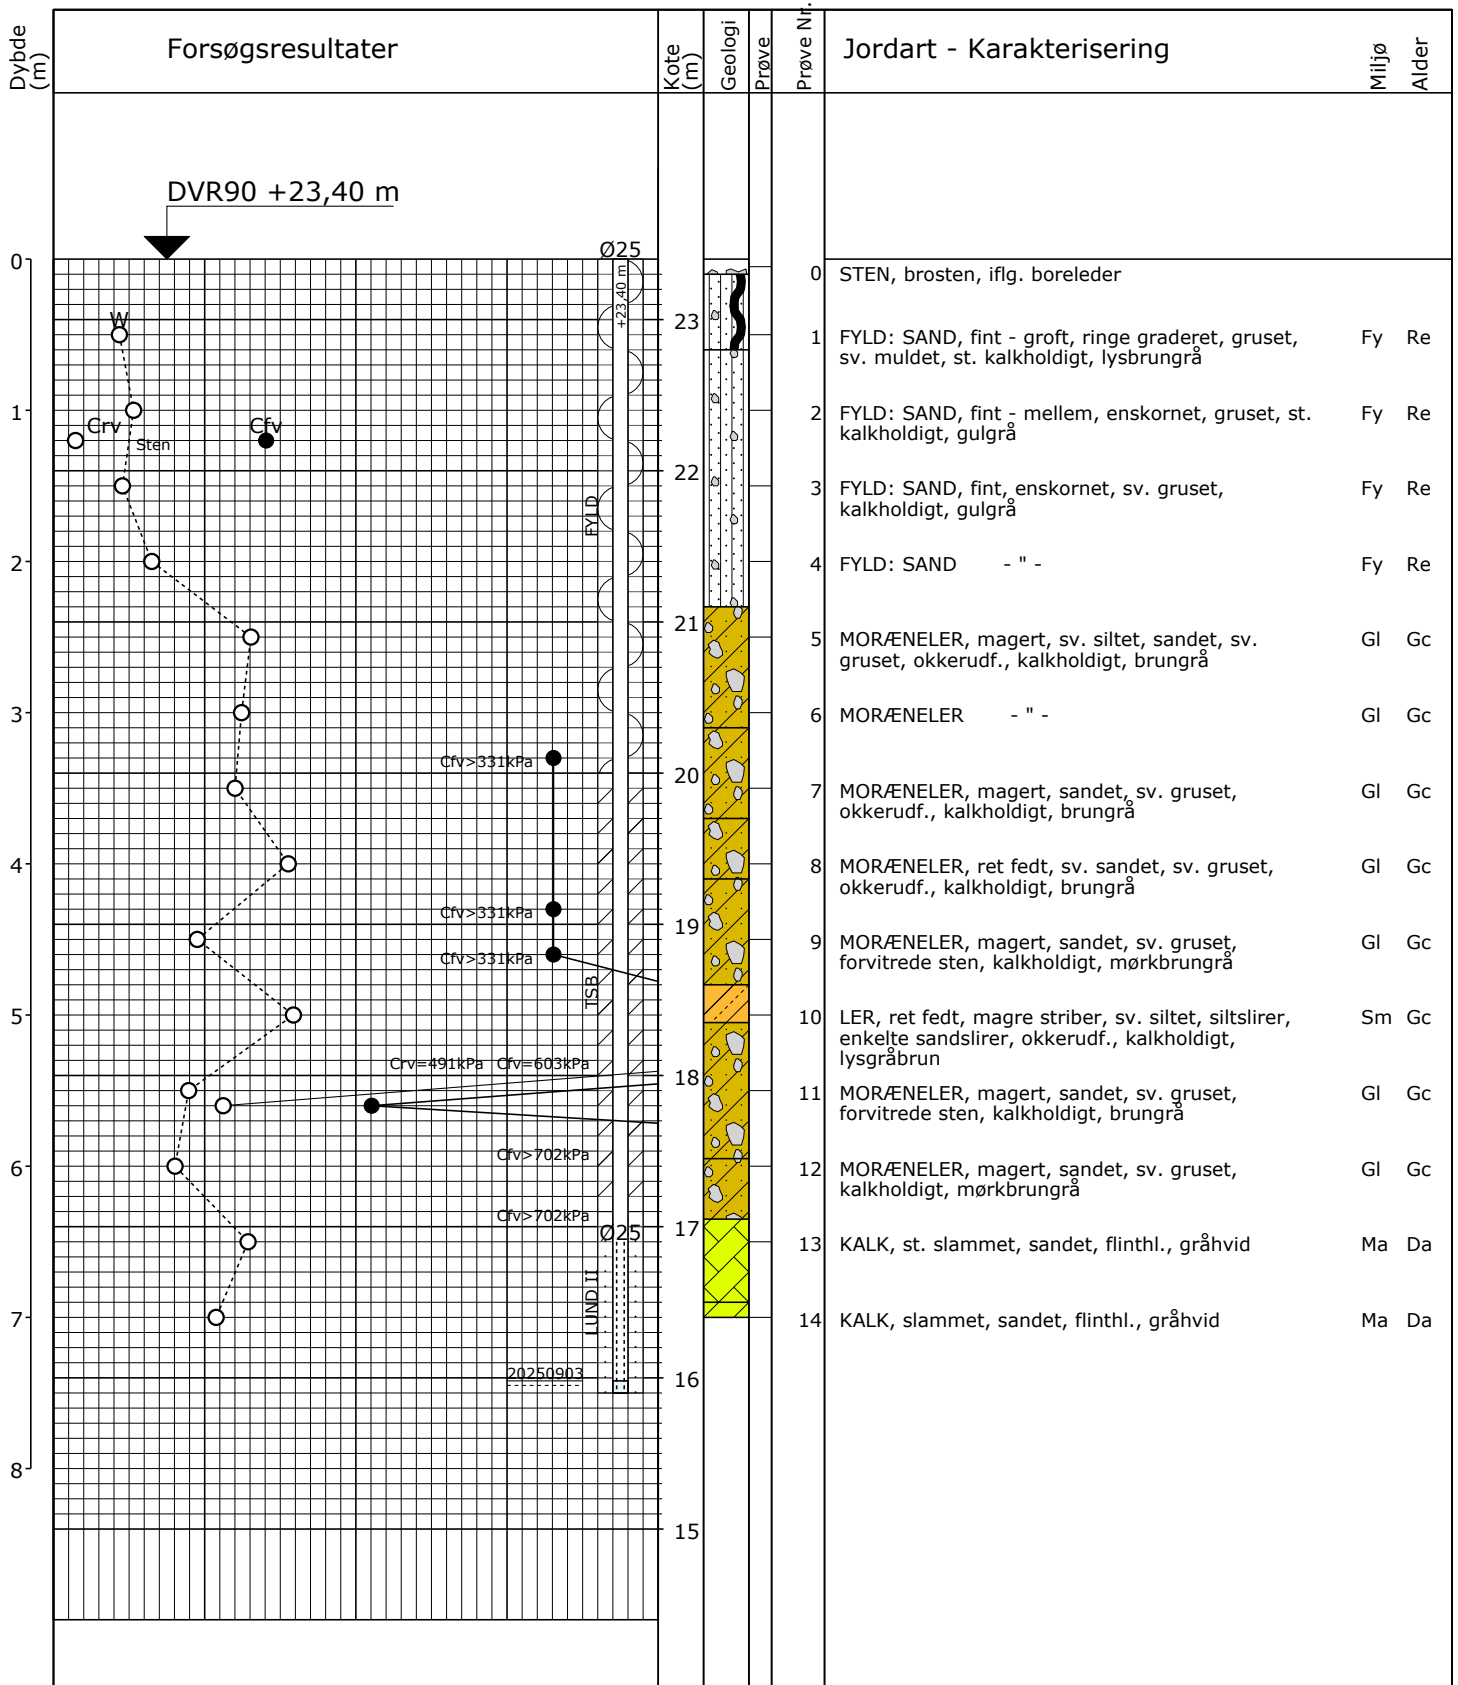 Dybde (m)
Forsøgsresultater
Kote (m)
Geologi
Prøve
Prøve Nr.
Jordart - Karakterisering
Miljø
Alder
DVR90 +23,40 m
Ø25
+23,40 m
0
0 STEN, brosten, iflg. boreleder
W
23
1 FYLD: SAND, fint - groft, ringe graderet, gruset, Fy Re
sv. muldet, st. kalkholdigt, lysbrungrå
1
Crv
Sten
Cfv
2 FYLD: SAND, fint - mellem, enskornet, gruset, st. Fy Re
kalkholdigt, gulgrå
22
FYLD
3 FYLD: SAND, fint, enskornet, sv. gruset, Fy Re
kalkholdigt, gulgrå
2
4 FYLD: SAND - " - Fy Re
21
5 MORÆNELER, magert, sv. siltet, sandet, sv. Gl Gc
gruset, okkerudf., kalkholdigt, brungrå
3
6 MORÆNELER - " - Gl Gc
Cfv>331kPa
20
7 MORÆNELER, magert, sandet, sv. gruset, Gl Gc
okkerudf., kalkholdigt, brungrå
4
8 MORÆNELER, ret fedt, sv. sandet, sv. gruset, Gl Gc
okkerudf., kalkholdigt, brungrå
Cfv>331kPa
19
9 MORÆNELER, magert, sandet, sv. gruset, Gl Gc
forvitrede sten, kalkholdigt, mørkbrungrå
Cfv>331kPa
TSB
5
10 LER, ret fedt, magre striber, sv. siltet, siltslirer, Sm Gc
enkelte sandslirer, okkerudf., kalkholdigt,
lysgråbrun
Crv=491kPa Cfv=603kPa
18
11 MORÆNELER, magert, sandet, sv. gruset, Gl Gc
forvitrede sten, kalkholdigt, brungrå
Cfv>702kPa
6
12 MORÆNELER, magert, sandet, sv. gruset, Gl Gc
kalkholdigt, mørkbrungrå
Cfv>702kPa
17
Ø25
13 KALK, st. slammet, sandet, flinthl., gråhvid Ma Da
LUND II
7
14 KALK, slammet, sandet, flinthl., gråhvid Ma Da
20250903
16
8
15